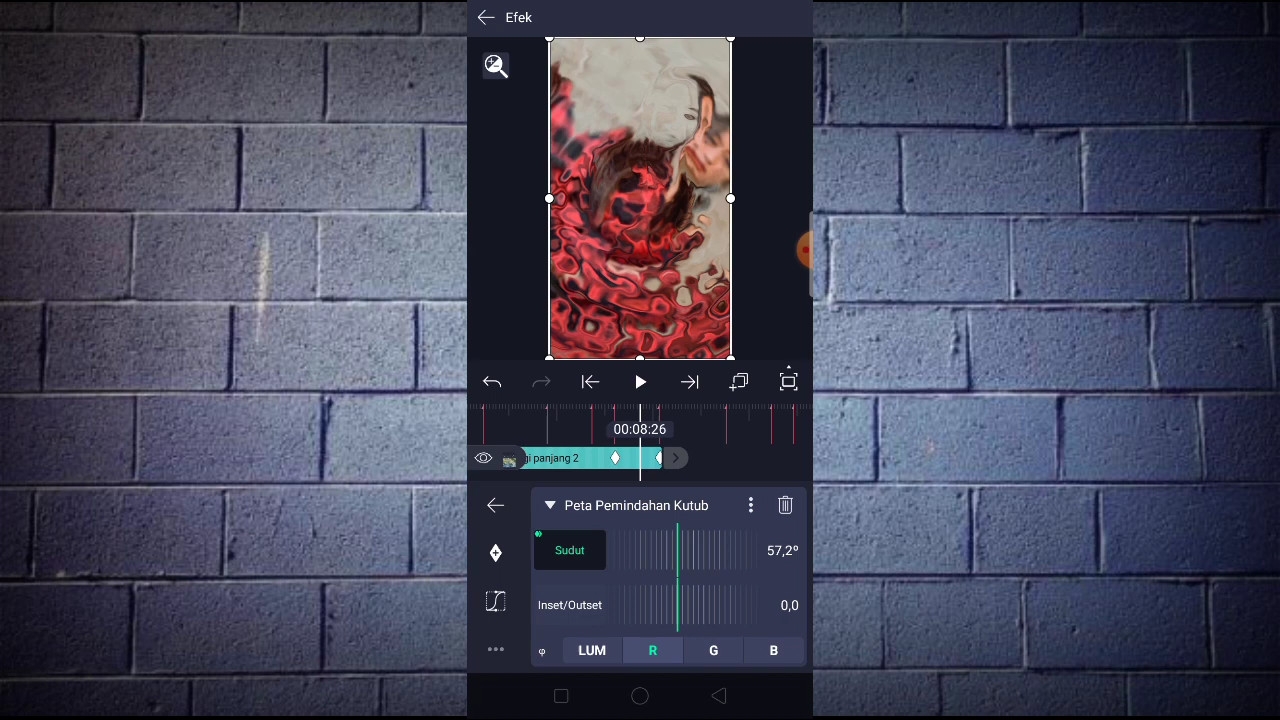 Efek
00:08:26
gi panjang 2
Peta Pemindahan Kutub
Sudut
57,2º
Inset/Outset
0,0
φ LUM R G B